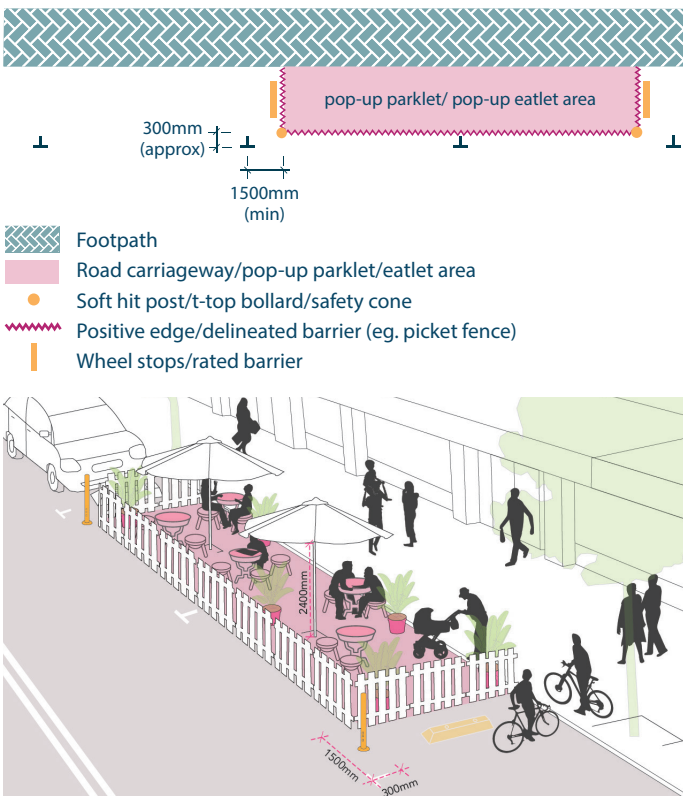 pop-up parklet/ pop-up eatlet area
300mm
(approx)
1500mm
(min)
Footpath
Road carriageway/pop-up parklet/eatlet area
Soft hit post/t-top bollard/safety cone
Positive edge/delineated barrier (eg. picket fence)
Wheel stops/rated barrier
2400mm
1500mm
300mm